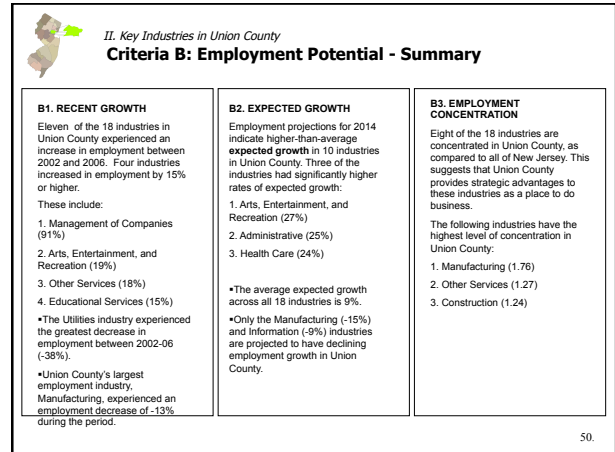 II. Key Industries in Union County
Criteria B: Employment Potential - Summary
B1. RECENT GROWTH
Eleven of the 18 industries in
Union County experienced an
increase in employment between
2002 and 2006. Four industries
increased in employment by 15%
or higher.
These include:
1. Management of Companies
(91%)
2. Arts, Entertainment, and
Recreation (19%)
3. Other Services (18%)
4. Educational Services (15%)
▪The Utilities industry experienced
the greatest decrease in
employment between 2002-06
(-38%).
▪Union County's largest
employment industry,
Manufacturing, experienced an
employment decrease of -13%
during the period.
B2. EXPECTED GROWTH
Employment projections for 2014
indicate higher-than-average
expected growth in 10 industries
in Union County. Three of the
industries had significantly higher
rates of expected growth:
1. Arts, Entertainment, and
Recreation (27%)
2. Administrative (25%)
3. Health Care (24%)
▪The average expected growth
across all 18 industries is 9%.
▪Only the Manufacturing (-15%)
and Information (-9%) industries
are projected to have declining
employment growth in Union
County.
B3. EMPLOYMENT
CONCENTRATION
Eight of the 18 industries are
concentrated in Union County, as
compared to all of New Jersey. This
suggests that Union County
provides strategic advantages to
these industries as a place to do
business.
The following industries have the
highest level of concentration in
Union County:
1. Manufacturing (1.76)
2. Other Services (1.27)
3. Construction (1.24)
50.